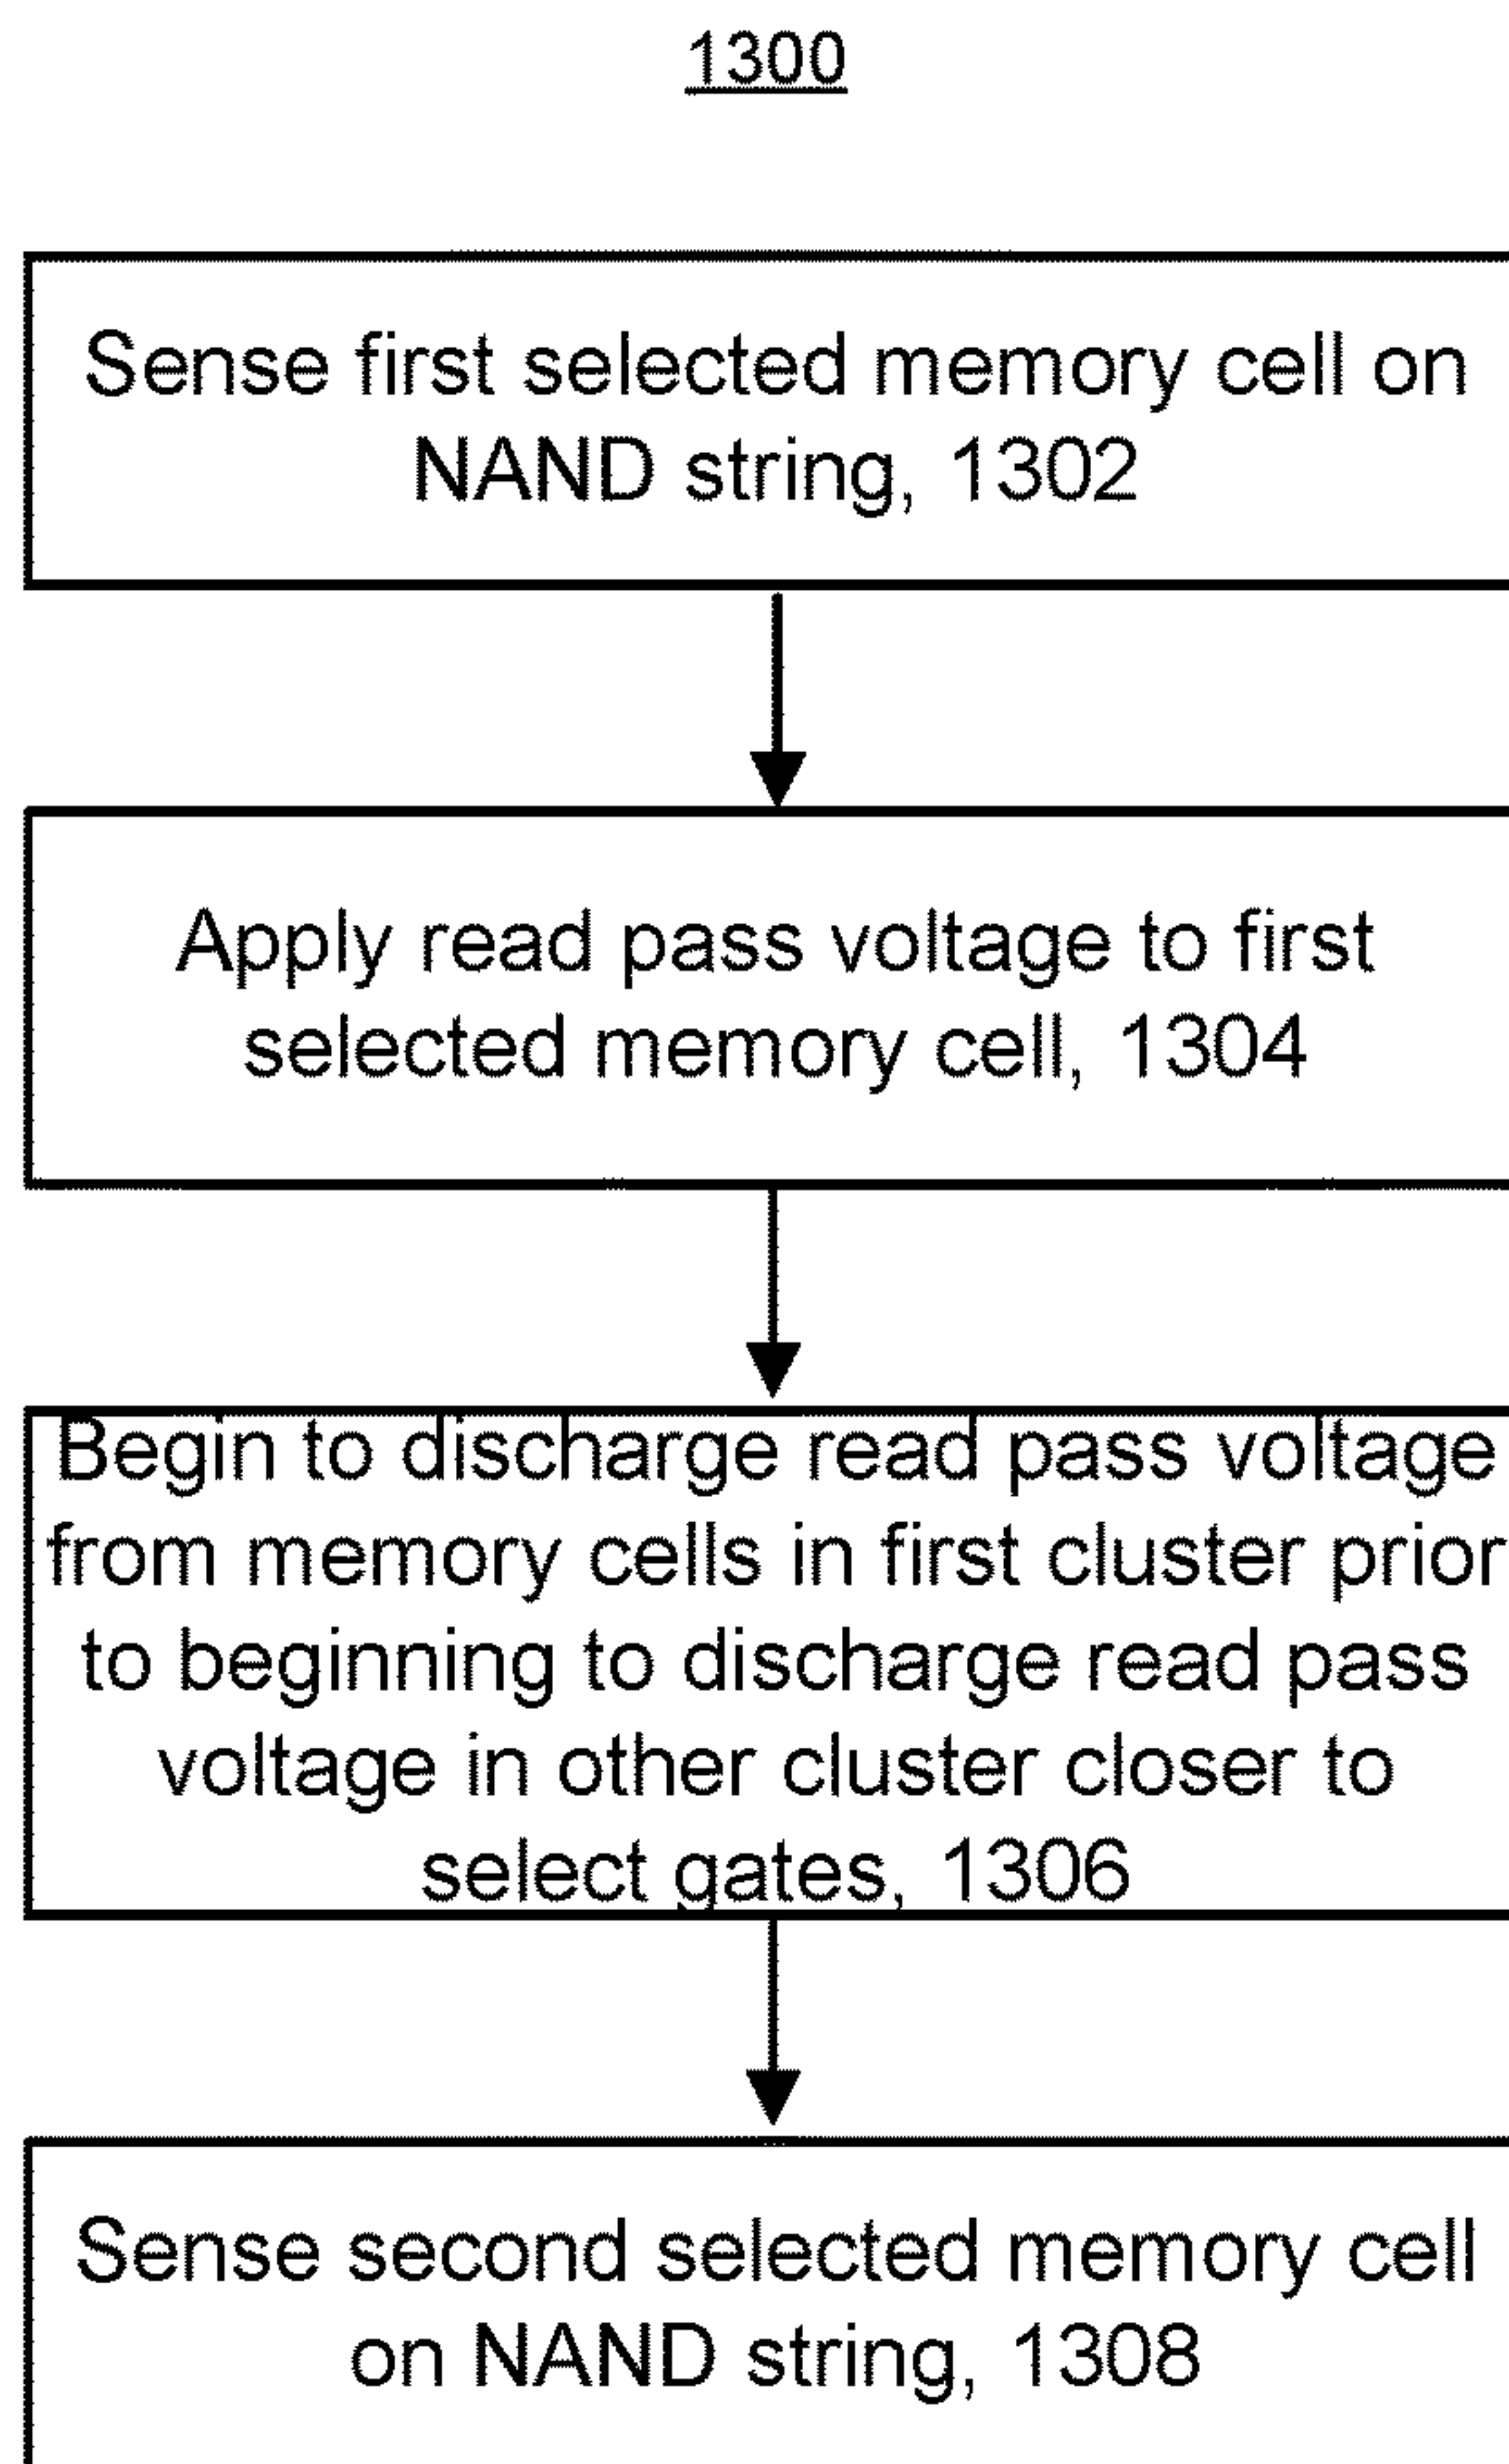 1300
Sense first selected memory cell on
NAND string, 1302
Apply read pass voltage to first
selected memory cell, 1304
Begin to discharge read pass voltage
from memory cells in first cluster prior
to beginning to discharge read pass
voltage in other cluster closer to
select gates, 1306
Sense second selected memory cell
on NAND string, 1308